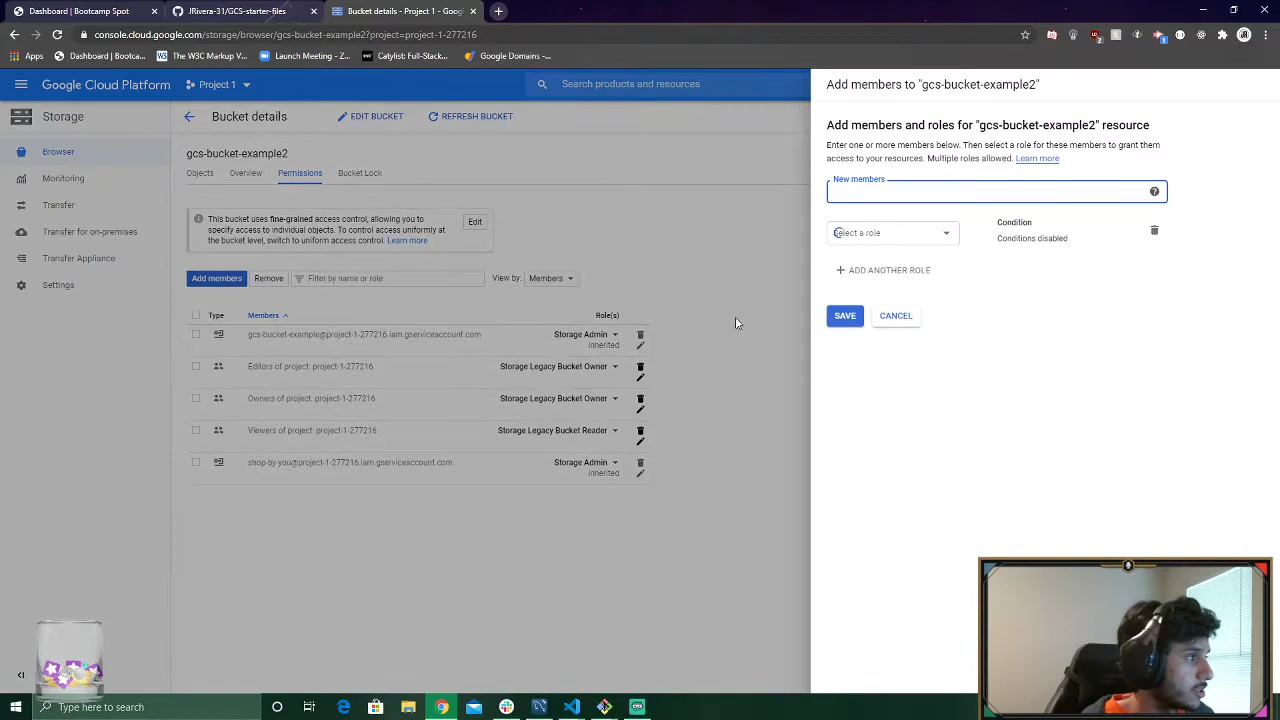 Download Bootcamp Spot
JRivera-31/GCS-starter-files
Bucket details - Project 1 - Goog
console.cloud.google.com/storage/browser/gcs-bucket-example2?project=project-1-277216
Apps
Dashboard | Bootca...
The W3C Markup V...
Launch Meeting - Z...
Catylist: Full-Stack...
Google Domains -...
Google Cloud Platform
Project 1
Search products and resources
Storage
Browser
Monitoring
Transfer
Transfer for on-premises
Transfer Appliance
Settings
Bucket details
EDIT BUCKET
REFRESH BUCKET
gcs-bucket-example2
Objects
Overview
Permissions
Bucket Lock
This bucket uses fine-grained access control, allowing you to
specify access to individual objects. To control access uniformly at
the bucket level, switch to uniform access control. Learn more
Edit
Add members
Remove
Filter by name or role
View by:
Members
Type
Members
Role(s)
gcs-bucket-example@project-1-277216.iam.gserviceaccount.com
Storage Admin
inherited
Editors of project: project-1-277216
Storage Legacy Bucket Owner
Owners of project: project-1-277216
Storage Legacy Bucket Owner
Viewers of project: project-1-277216
Storage Legacy Bucket Reader
shop-by-you@project-1-277216.iam.gserviceaccount.com
Storage Admin
inherited
Add members to "gcs-bucket-example2"
Add members and roles for "gcs-bucket-example2" resource
Enter one or more members below. Then select a role for these members to grant them
access to your resources. Multiple roles allowed. Learn more
New members
Select a role
Condition
Conditions disabled
ADD ANOTHER ROLE
SAVE
CANCEL
Type here to search